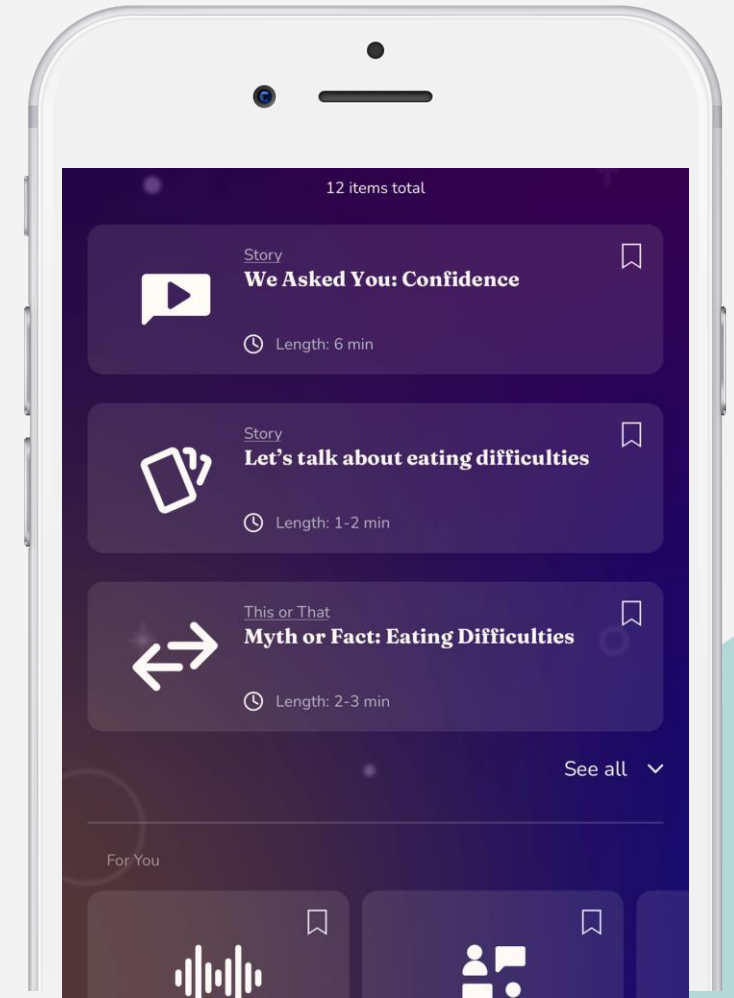 12 items total
Story
We Asked You: Confidence
Length: 6 min
Story
Let’s talk about eating difficulties
Length: 1-2 min
This or That
Myth or Fact: Eating Difficulties
Length: 2-3 min
See all
For You